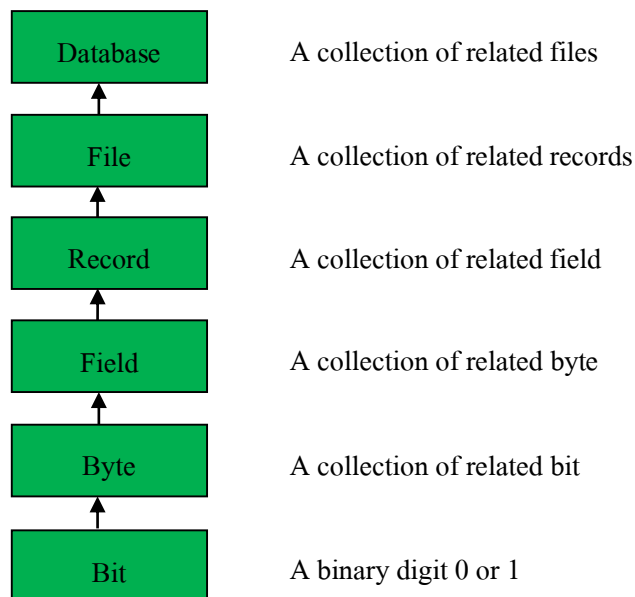 Database A collection of related files
File A collection of related records
Record A collection of related field
Field A collection of related byte
Byte A collection of related bit
Bit A binary digit 0 or 1